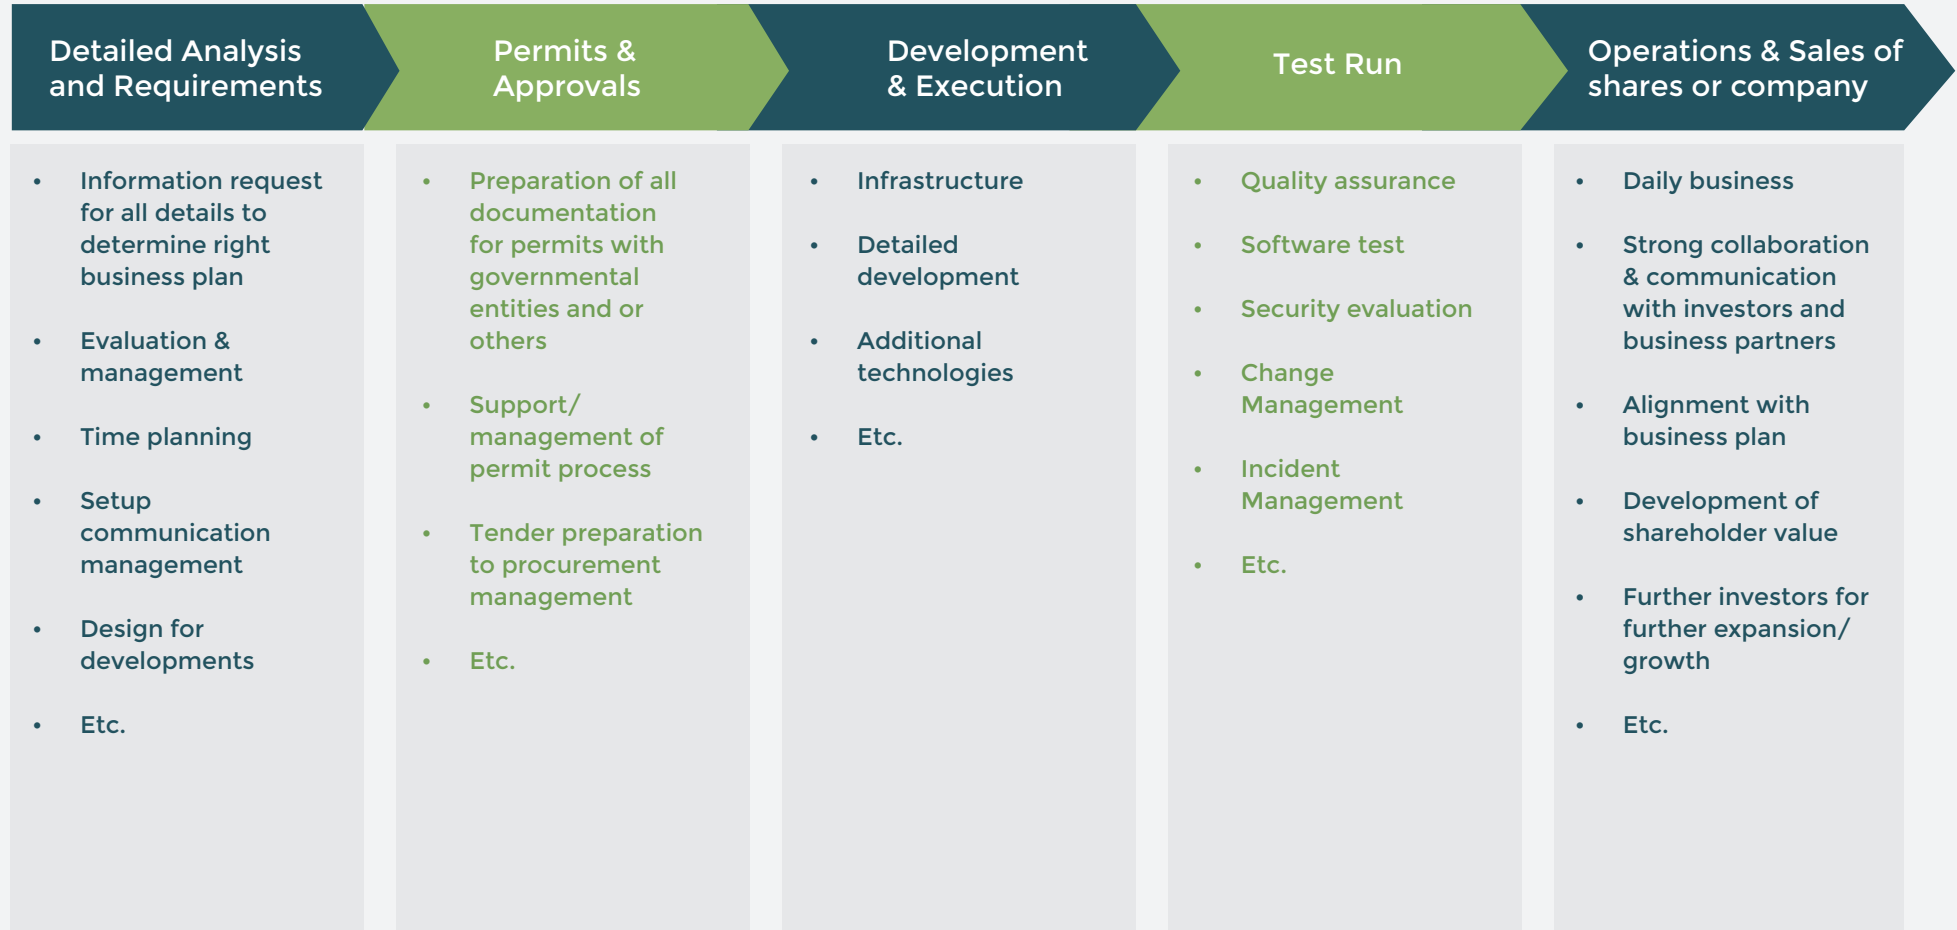 Detailed Analysis
and Requirements
Permits &
Approvals
Development
& Execution
Test Run
Operations & Sales of
shares or company
• Information request
for all details to
determine right
business plan
• Evaluation &
management
• Time planning
• Setup
communication
management
• Design for
developments
• Etc.
• Preparation of all
documentation
for permits with
governmental
entities and or
others
• Support/
management of
permit process
• Tender preparation
to procurement
management
• Etc.
• Infrastructure
• Detailed
development
• Additional
technologies
• Etc.
• Quality assurance
• Software test
• Security evaluation
• Change
Management
• Incident
Management
• Etc.
• Daily business
• Strong collaboration
& communication
with investors and
business partners
• Alignment with
business plan
• Development of
shareholder value
• Further investors for
further expansion/
growth
• Etc.